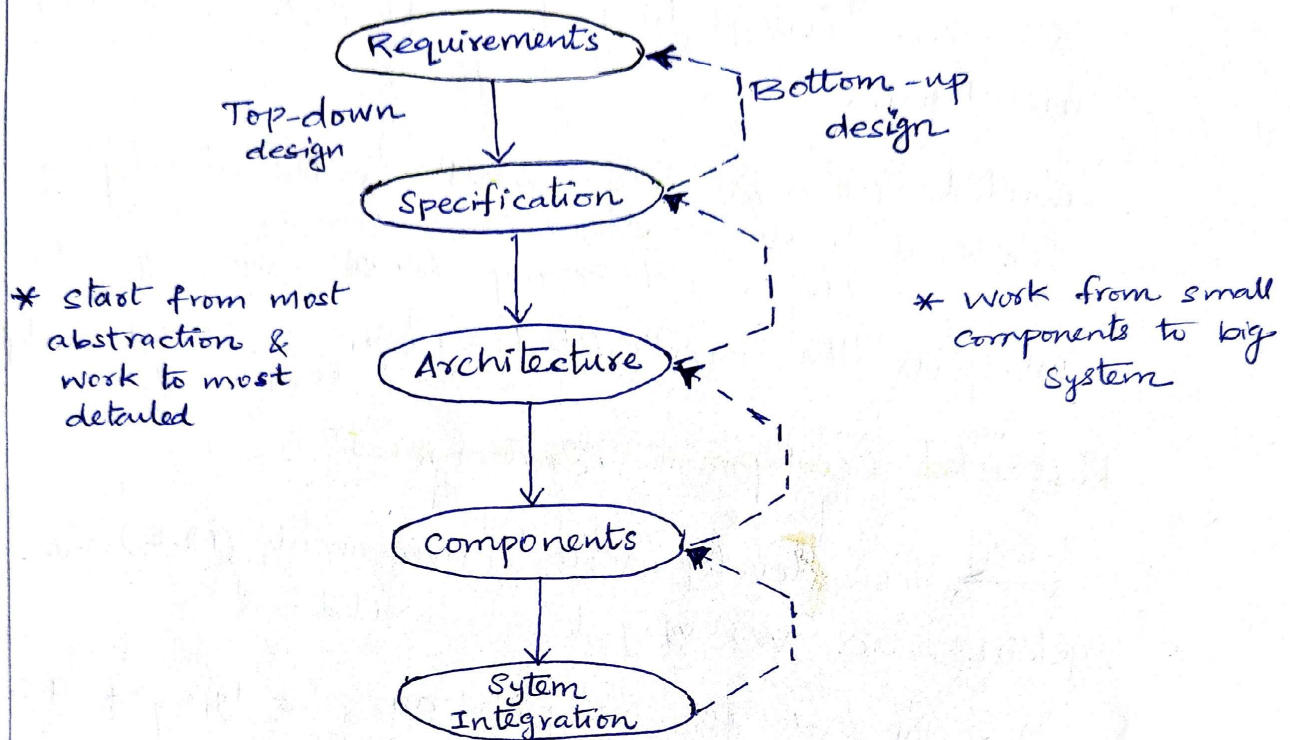 Requirements
Top-down
design
Bottom-up
design
Specification
* start from most
abstraction &
work to most
detailed
* Work from small
components to big
system
Architecture
components
Sytem
Integration